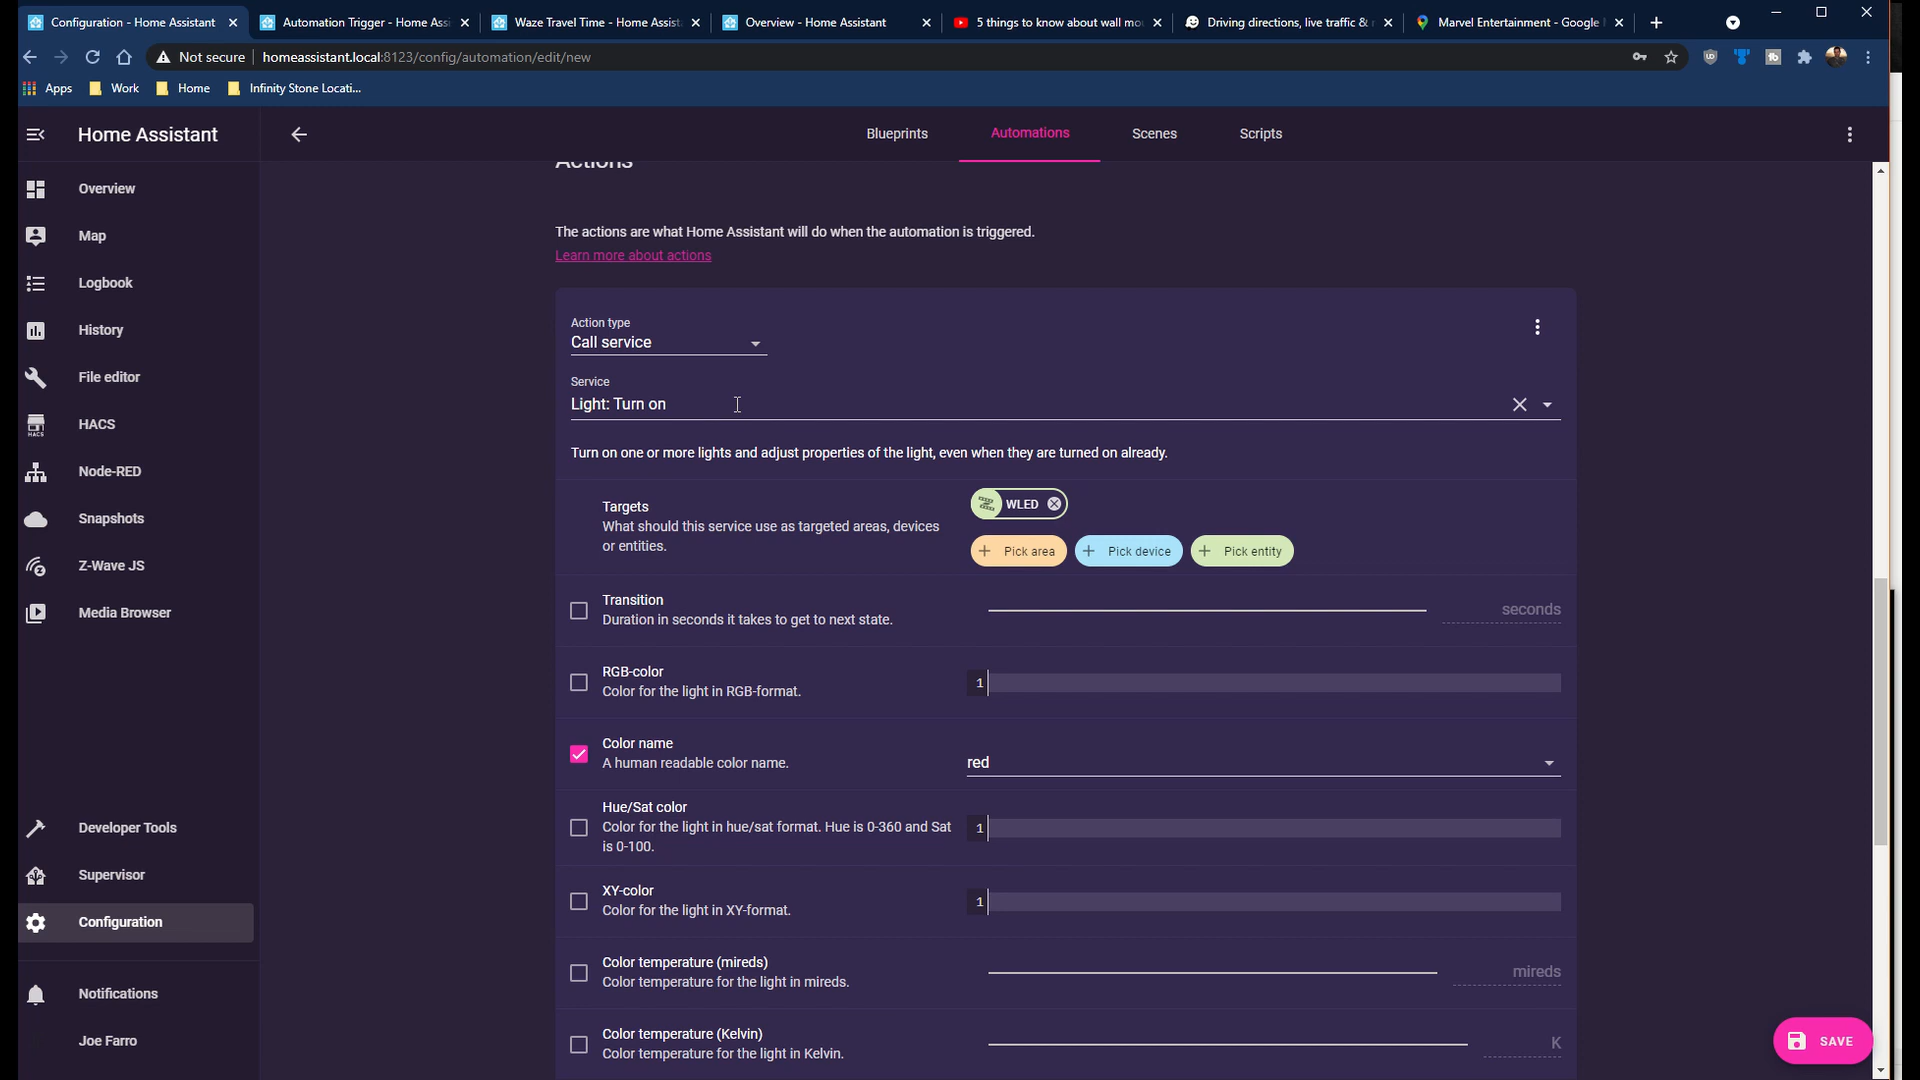 Configuration - Home Assistant
Automation Trigger - Home Assi
Waze Travel Time - Home Assist
Overview - Home Assistant
5 things to know about wall mo
Driving directions, live traffic &
Marvel Entertainment - Google
Not secure
homeassistant.local:8123/config/automation/edit/new
Apps
Work
Home
Infinity Stone Locati...
Home Assistant
Blueprints
Automations
Scenes
Scripts
Overview
Map
Logbook
History
File editor
HACS
HACS
Node-RED
Snapshots
Z-Wave JS
Media Browser
Developer Tools
Supervisor
Configuration
Notifications
Joe Farro
Actions
The actions are what Home Assistant will do when the automation is triggered.
Learn more about actions
Action type
Call service
Service
Light: Turn on
Turn on one or more lights and adjust properties of the light, even when they are turned on already.
Targets
What should this service use as targeted areas, devices
or entities.
WLED
Pick area
Pick device
Pick entity
Transition
Duration in seconds it takes to get to next state.
seconds
RGB-color
Color for the light in RGB-format.
1
Color name
A human readable color name.
red
Hue/Sat color
Color for the light in hue/sat format. Hue is 0-360 and Sat
is 0-100.
1
XY-color
Color for the light in XY-format.
1
Color temperature (mireds)
Color temperature for the light in mireds.
mireds
Color temperature (Kelvin)
Color temperature for the light in Kelvin.
K
SAVE